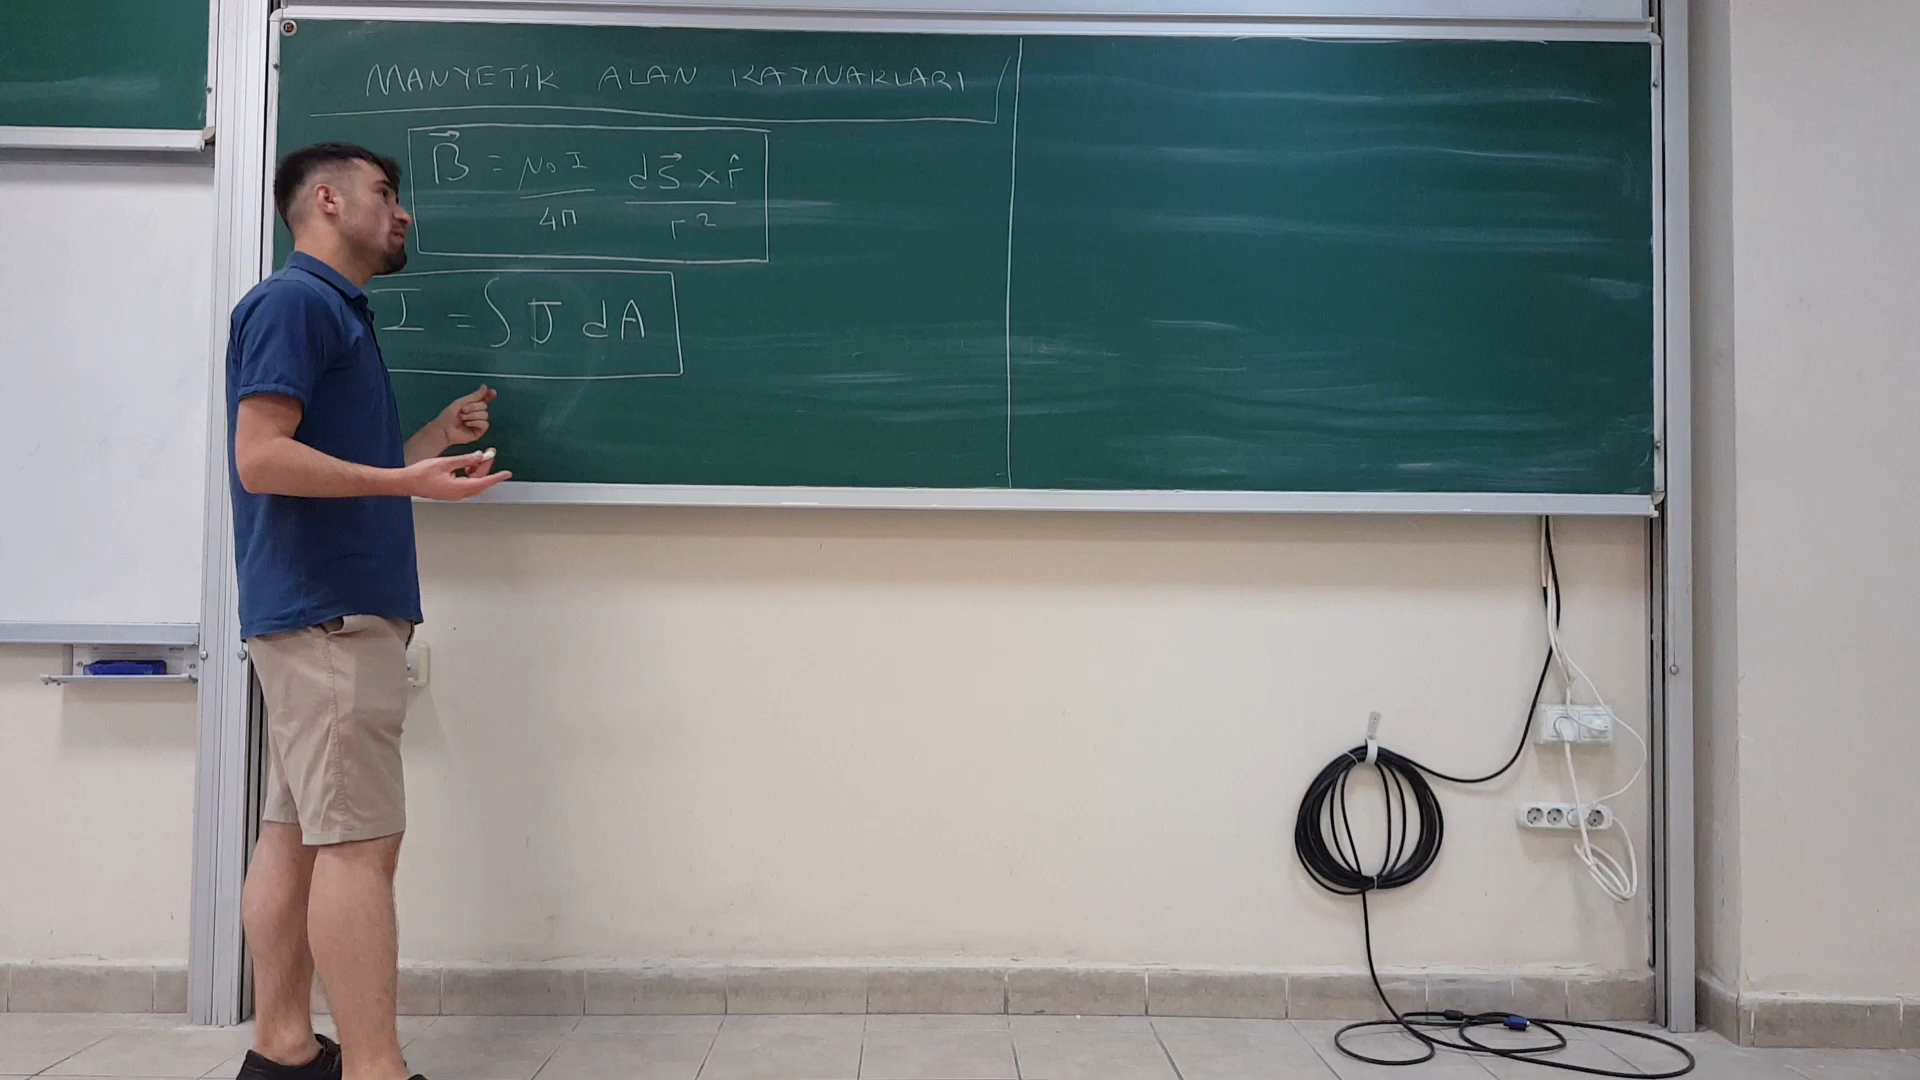 MANYETİK ALAN KAYNAKLARI
B⃗ = μ₀I/4π ds⃗ × r̂/r²
I = ∫ J dA